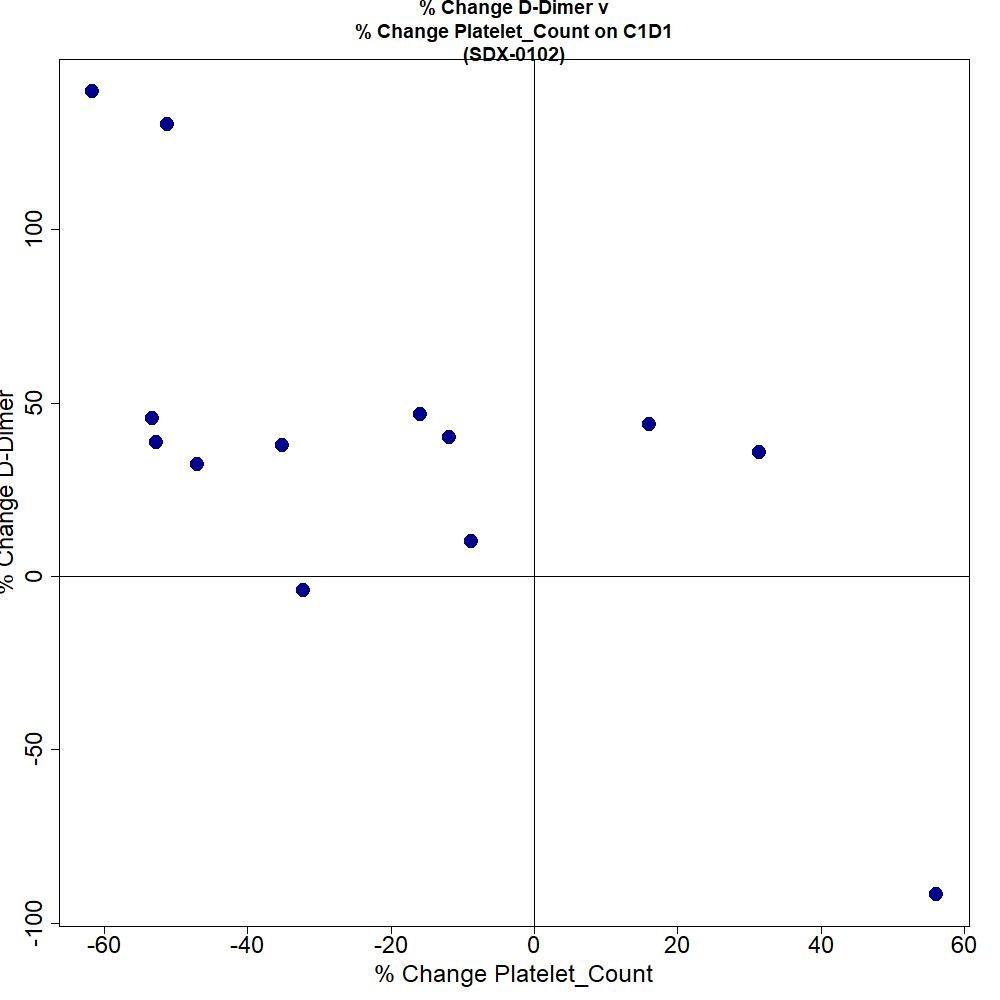 % Change D-Dimer v
% Change Platelet_Count on C1D1
(SDX-0102)
% Change D-Dimer
100
50
0
-50
-100
-60 -40 -20 0 20 40 60
% Change Platelet_Count